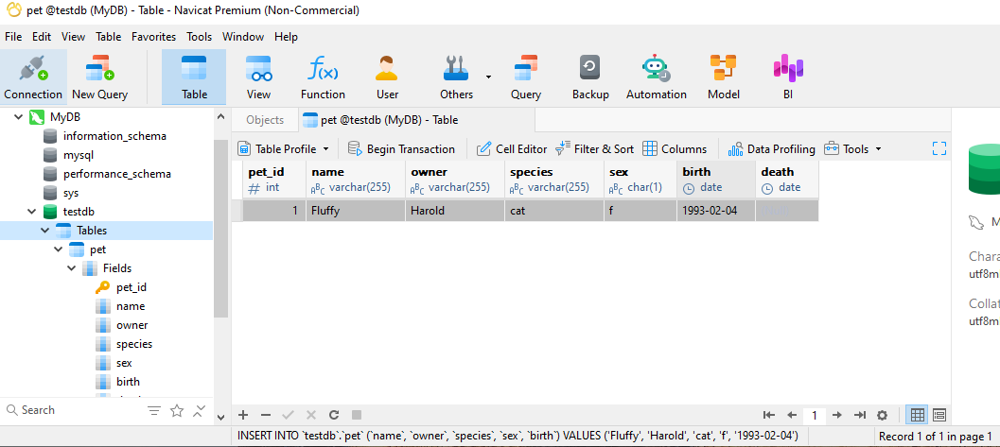 pet @testdb (MyDB) - Table - Navicat Premium (Non-Commercial)
File Edit View Table Favorites Tools Window Help
Connection New Query Table View Function User Others Query Backup Automation Model BI
MyDB
information_schema
mysql
performance_schema
sys
testdb
Tables
pet
Fields
pet_id
name
owner
species
sex
birth
Search
Objects pet @testdb (MyDB) - Table
Table Profile Begin Transaction Cell Editor Filter & Sort Columns Data Profiling Tools
pet_id name owner species sex birth death
# int ABC varchar(255) ABC varchar(255) ABC varchar(255) ABC char(1) date date
1 Fluffy Harold cat f 1993-02-04
1
INSERT INTO `testdb`.`pet` (`name`, `owner`, `species`, `sex`, `birth`) VALUES ('Fluffy', 'Harold', 'cat', 'f', '1993-02-04')
Record 1 of 1 in page 1
M
Chara
utf8m
Collat
utf8m